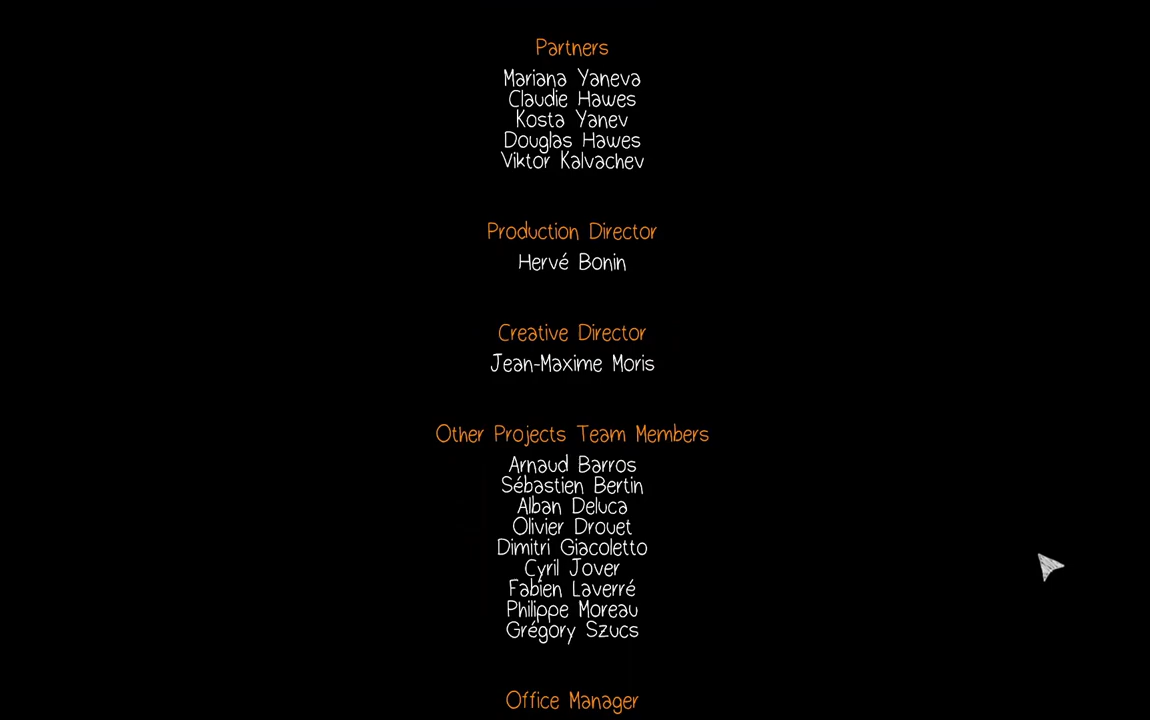 Partners
Mariana Yaneva
Claudie Hawes
Kosta Yanev
Douglas Hawes
Viktor Kalvachev
Production Director
Hervé Bonin
Creative Director
Jean-Maxime Moris
Other Projects Team Members
Arnaud Barros
Sébastien Bertin
Alban Deluca
Olivier Drouet
Dimitri Giacoletto
Cyril Jover
Fabien Laverré
Philippe Moreau
Grégory Szucs
Office Manager